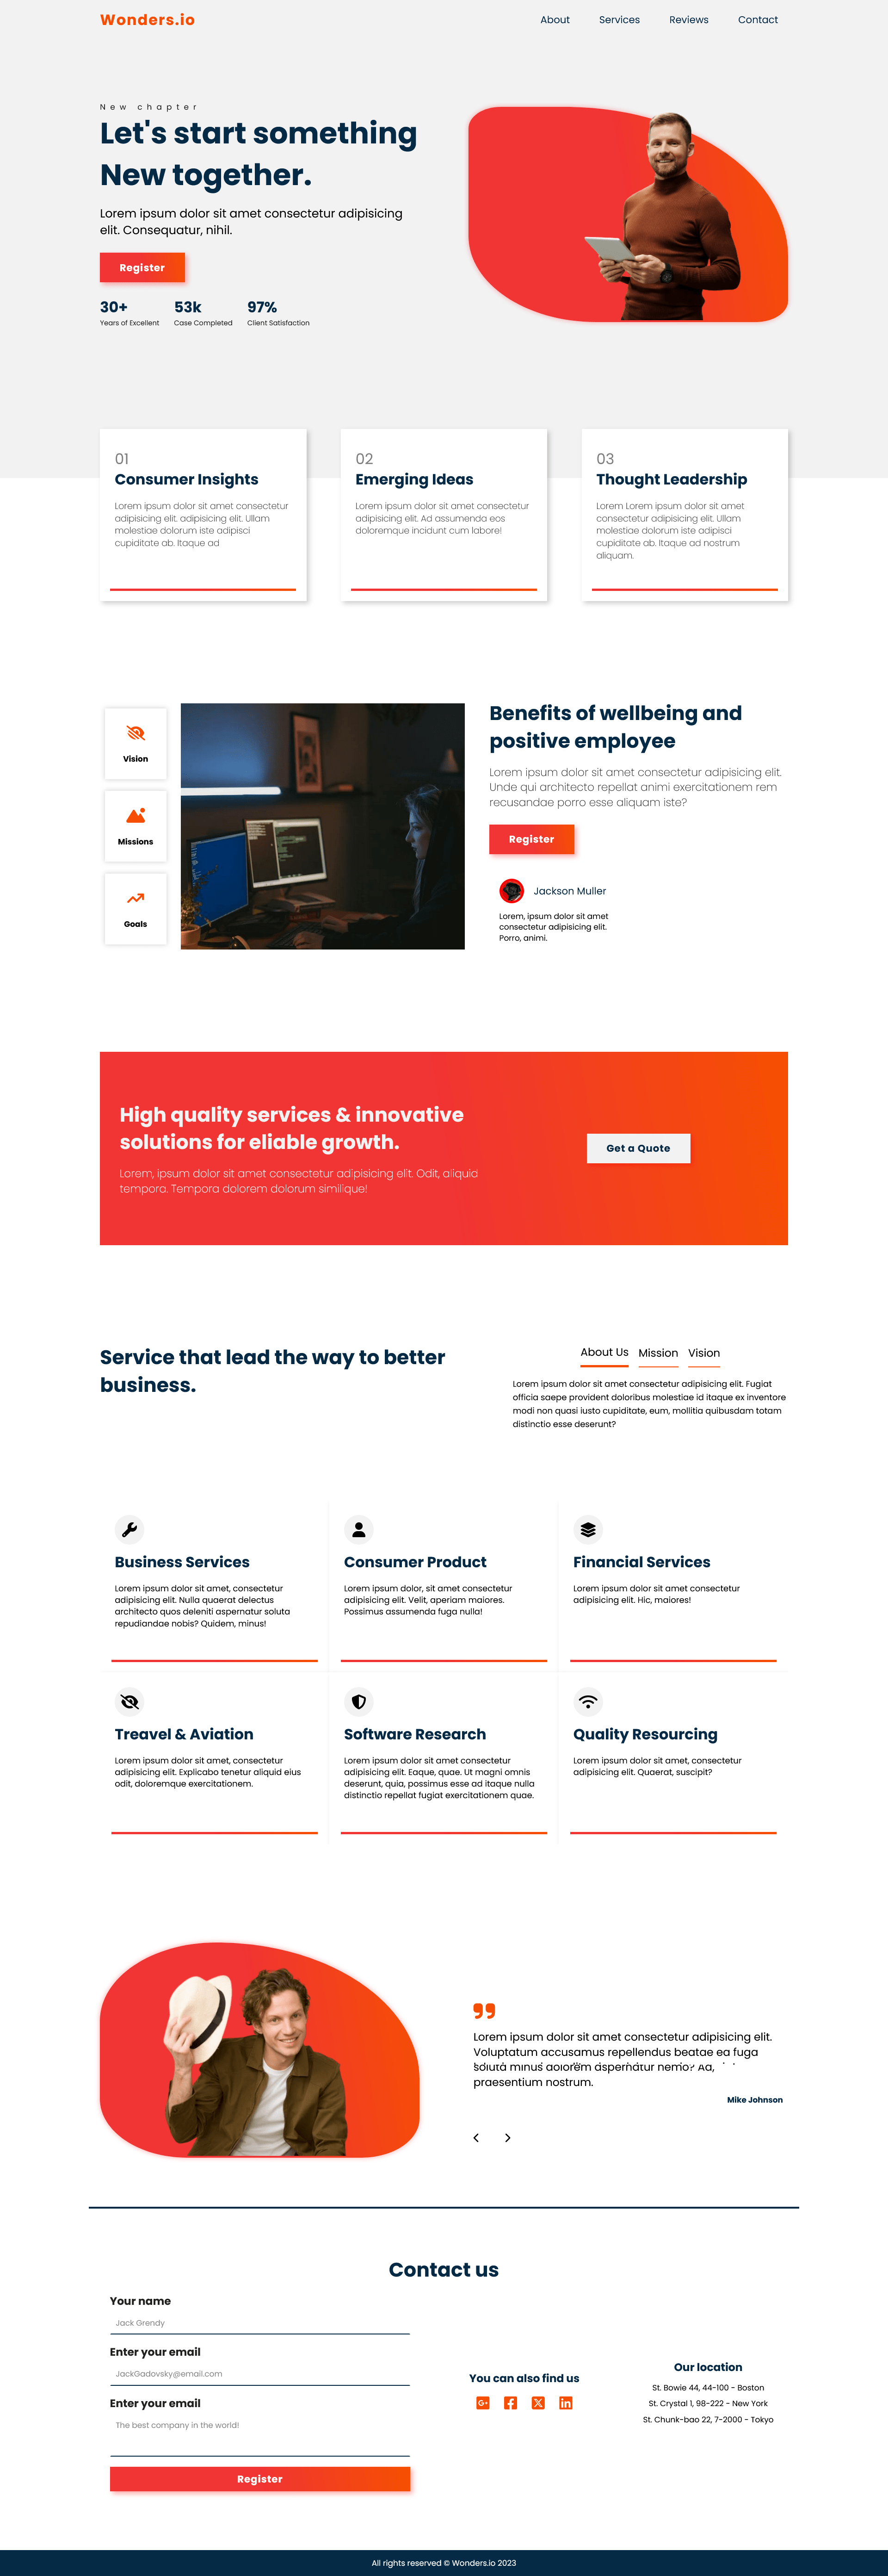 Wonders.io
About Services Reviews Contact
New chapter
Let's start something
New together.
Lorem ipsum dolor sit amet consectetur adipisicing
elit. Consequatur, nihil.
Register
30+ 53k 97%
Years of Excellent Case Completed Client Satisfaction
01
Consumer Insights
Lorem ipsum dolor sit amet consectetur
adipisicing elit. adipisicing elit. Ullam
molestiae dolorum iste adipisci
cupiditate ab. Itaque ad
02
Emerging Ideas
Lorem ipsum dolor sit amet consectetur
adipisicing elit. Ad assumenda eos
doloremque incidunt cum labore!
03
Thought Leadership
Lorem Lorem ipsum dolor sit amet
consectetur adipisicing elit. Ullam
molestiae dolorum iste adipisci
cupiditate ab. Itaque ad nostrum
aliquam.
Vision
Missions
Goals
Benefits of wellbeing and
positive employee
Lorem ipsum dolor sit amet consectetur adipisicing elit.
Unde qui architecto repellat animi exercitationem rem
recusandae porro esse aliquam iste?
Register
Jackson Muller
Lorem, ipsum dolor sit amet
consectetur adipisicing elit.
Porro, animi.
High quality services & innovative
solutions for eliable growth.
Lorem, ipsum dolor sit amet consectetur adipisicing elit. Odit, aliquid
tempora. Tempora dolorem dolorum similique!
Get a Quote
Service that lead the way to better
business.
About Us Mission Vision
Lorem ipsum dolor sit amet consectetur adipisicing elit. Fugiat
officia saepe provident doloribus molestiae id itaque ex inventore
modi non quasi iusto cupiditate, eum, mollitia quibusdam totam
distinctio esse deserunt?
Business Services
Lorem ipsum dolor sit amet, consectetur
adipisicing elit. Nulla quaerat delectus
architecto quos deleniti aspernatur soluta
repudiandae nobis? Quidem, minus!
Consumer Product
Lorem ipsum dolor, sit amet consectetur
adipisicing elit. Velit, aperiam maiores.
Possimus assumenda fuga nulla!
Financial Services
Lorem ipsum dolor sit amet consectetur
adipisicing elit. Hic, maiores!
Treavel & Aviation
Lorem ipsum dolor sit amet, consectetur
adipisicing elit. Explicabo tenetur aliquid eius
odit, doloremque exercitationem.
Software Research
Lorem ipsum dolor sit amet consectetur
adipisicing elit. Eaque, quae. Ut magni omnis
deserunt, quia, possimus esse ad itaque nulla
distinctio repellat fugiat exercitationem quae.
Quality Resourcing
Lorem ipsum dolor sit amet, consectetur
adipisicing elit. Quaerat, suscipit?
Lorem ipsum dolor sit amet consectetur adipisicing elit.
Voluptatum accusamus repellendus beatae ea fuga
soluta minus dolorem aspernatur nemo? Ad,
praesentium nostrum.
Mike Johnson
Contact us
Your name
Jack Grendy
Enter your email
JackGadovsky@email.com
Enter your email
The best company in the world!
Register
You can also find us
Our location
St. Bowie 44, 44-100 - Boston
St. Crystal 1, 98-222 - New York
St. Chunk-bao 22, 7-2000 - Tokyo
All rights reserved © Wonders.io 2023